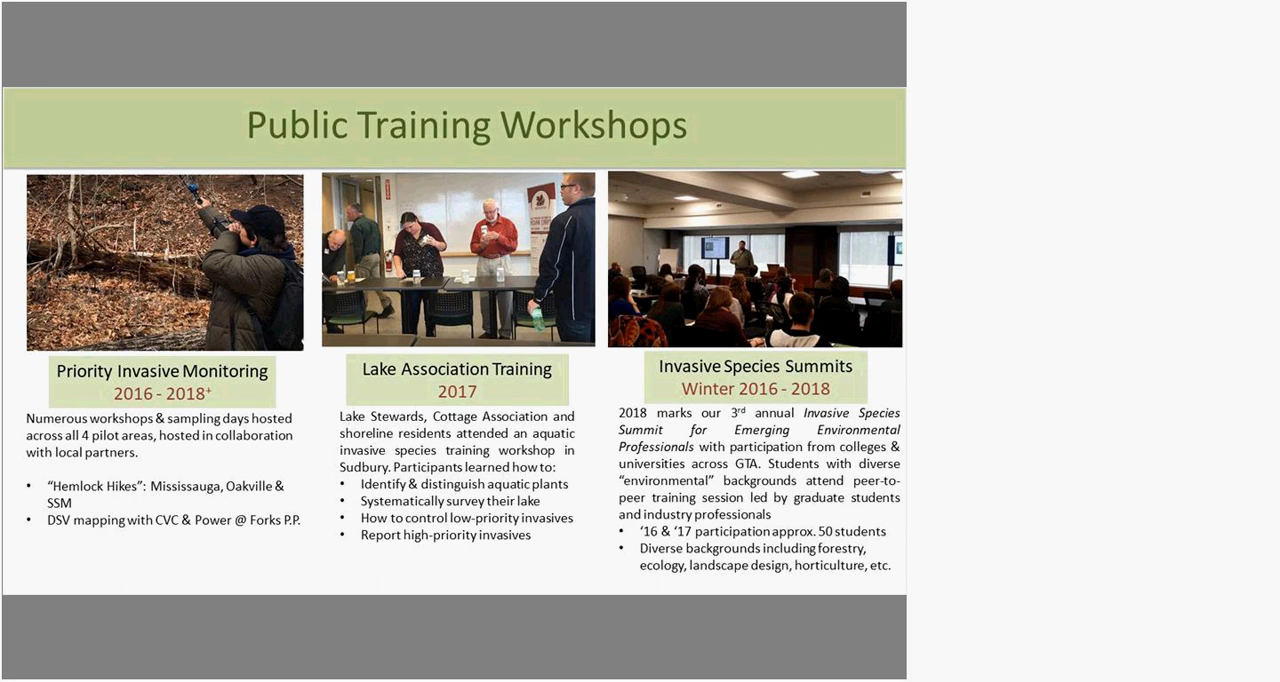 Public Training Workshops
Priority Invasive Monitoring
2016 - 2018⁺
Numerous workshops & sampling days hosted
across all 4 pilot areas, hosted in collaboration
with local partners.
• “Hemlock Hikes”: Mississauga, Oakville &
SSM
• DSV mapping with CVC & Power @ Forks P.P.
Lake Association Training
2017
Lake Stewards, Cottage Association and
shoreline residents attended an aquatic
invasive species training workshop in
Sudbury. Participants learned how to:
• Identify & distinguish aquatic plants
• Systematically survey their lake
• How to control low-priority invasives
• Report high-priority invasives
Invasive Species Summits
Winter 2016 - 2018
2018 marks our 3rd annual Invasive Species
Summit for Emerging Environmental
Professionals with participation from colleges &
universities across GTA. Students with diverse
“environmental” backgrounds attend peer-to-
peer training session led by graduate students
and industry professionals
• ‘16 & ‘17 participation approx. 50 students
• Diverse backgrounds including forestry,
ecology, landscape design, horticulture, etc.